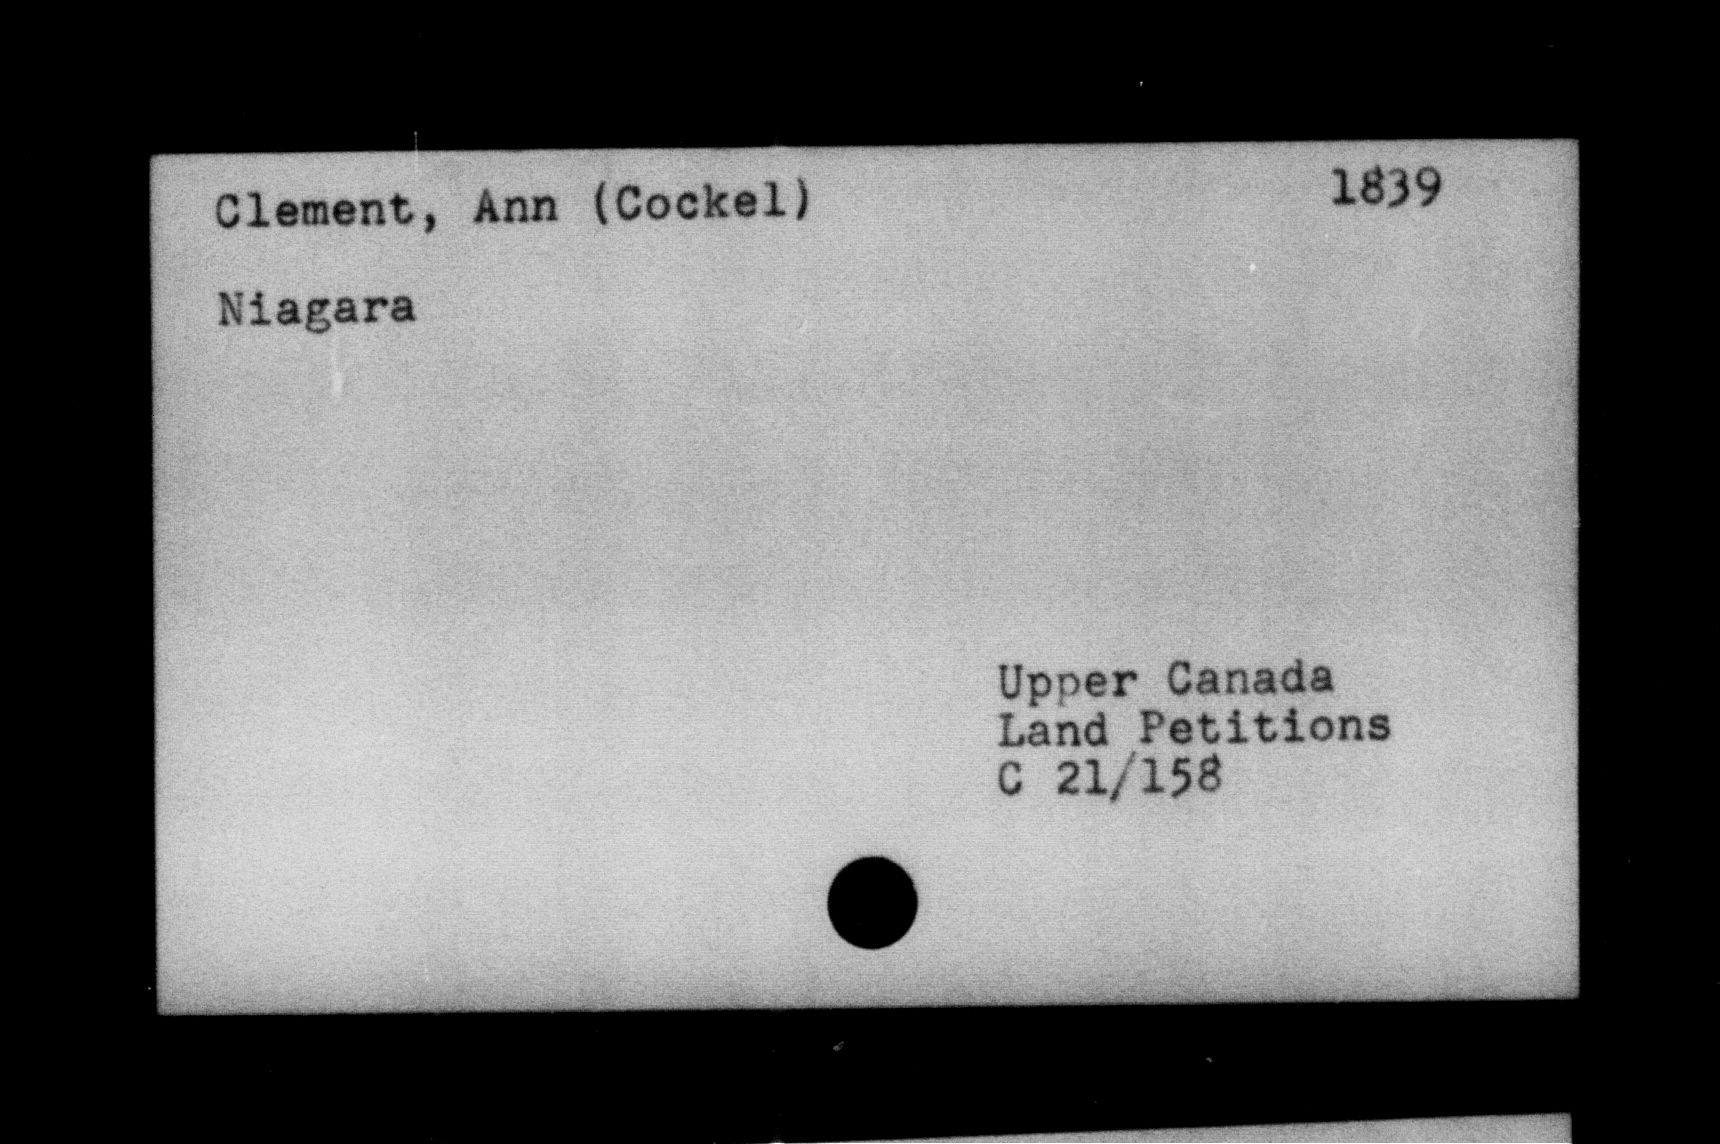 Clement, Ann (Cockel)
1839
Niagara
Upper Canada
Land Petitions
C 21/158